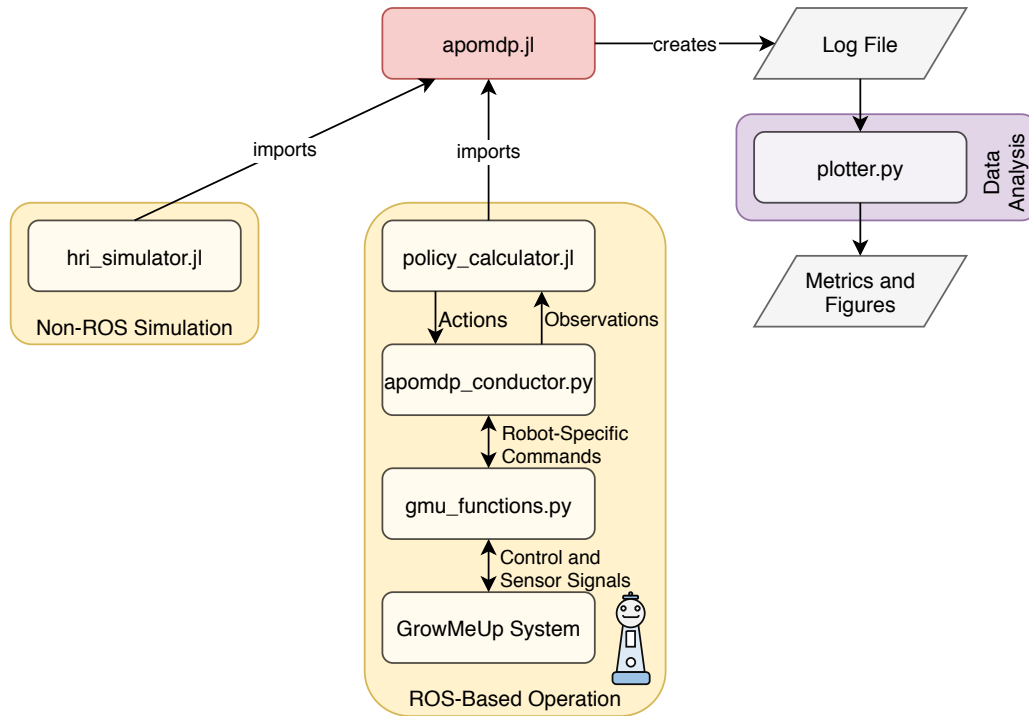 apomdp.jl
creates
Log File
imports
imports
plotter.py
Data
Analysis
hri_simulator.jl
Non-ROS Simulation
policy_calculator.jl
Metrics and
Figures
Actions
Observations
apomdp_conductor.py
Robot-Specific
Commands
gmu_functions.py
Control and
Sensor Signals
GrowMeUp System
ROS-Based Operation